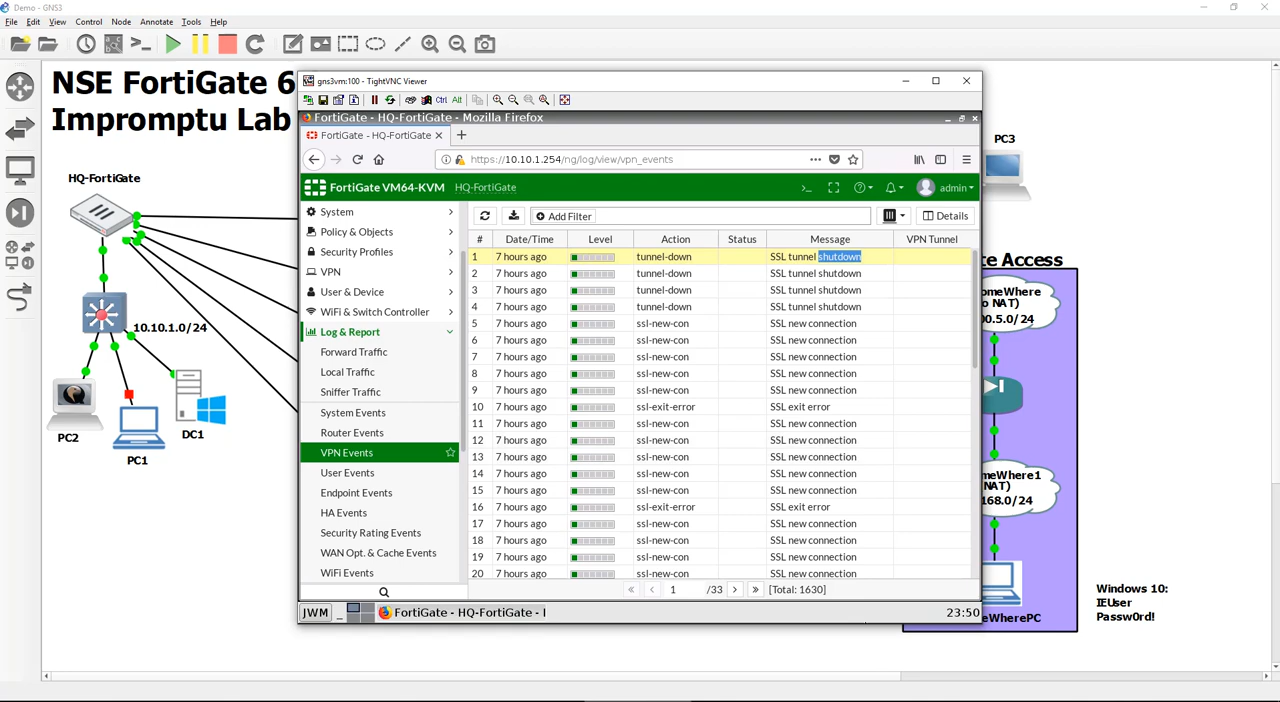 Demo - GNS3
File Edit View Control Node Annotate Tools Help
NSE FortiGate 6
Impromptu Lab
HQ-FortiGate
10.10.1.0/24
PC2
PC1
DC1
gns3vm:100 - TightVNC Viewer
Ctrl Alt
FortiGate - HQ-FortiGate - Mozilla Firefox
FortiGate - HQ-FortiGate
https://10.10.1.254/ng/log/view/vpn_events
FortiGate VM64-KVM HQ-FortiGate
admin
System
Policy & Objects
Security Profiles
VPN
User & Device
WiFi & Switch Controller
Log & Report
Forward Traffic
Local Traffic
Sniffer Traffic
System Events
Router Events
VPN Events
User Events
Endpoint Events
HA Events
Security Rating Events
WAN Opt. & Cache Events
WiFi Events
Add Filter
Details
# Date/Time Level Action Status Message VPN Tunnel
1 7 hours ago tunnel-down SSL tunnel shutdown
2 7 hours ago tunnel-down SSL tunnel shutdown
3 7 hours ago tunnel-down SSL tunnel shutdown
4 7 hours ago tunnel-down SSL tunnel shutdown
5 7 hours ago ssl-new-con SSL new connection
6 7 hours ago ssl-new-con SSL new connection
7 7 hours ago ssl-new-con SSL new connection
8 7 hours ago ssl-new-con SSL new connection
9 7 hours ago ssl-new-con SSL new connection
10 7 hours ago ssl-exit-error SSL exit error
11 7 hours ago ssl-new-con SSL new connection
12 7 hours ago ssl-new-con SSL new connection
13 7 hours ago ssl-new-con SSL new connection
14 7 hours ago ssl-new-con SSL new connection
15 7 hours ago ssl-new-con SSL new connection
16 7 hours ago ssl-exit-error SSL exit error
17 7 hours ago ssl-new-con SSL new connection
18 7 hours ago ssl-new-con SSL new connection
19 7 hours ago ssl-new-con SSL new connection
20 7 hours ago ssl-new-con SSL new connection
1 /33 [Total: 1630]
JWM FortiGate - HQ-FortiGate - I 23:50
PC3
te Access
omeWhere
o NAT)
00.5.0/24
meWhere1
NAT)
168.0/24
eWherePC
Windows 10:
IEUser
Passw0rd!